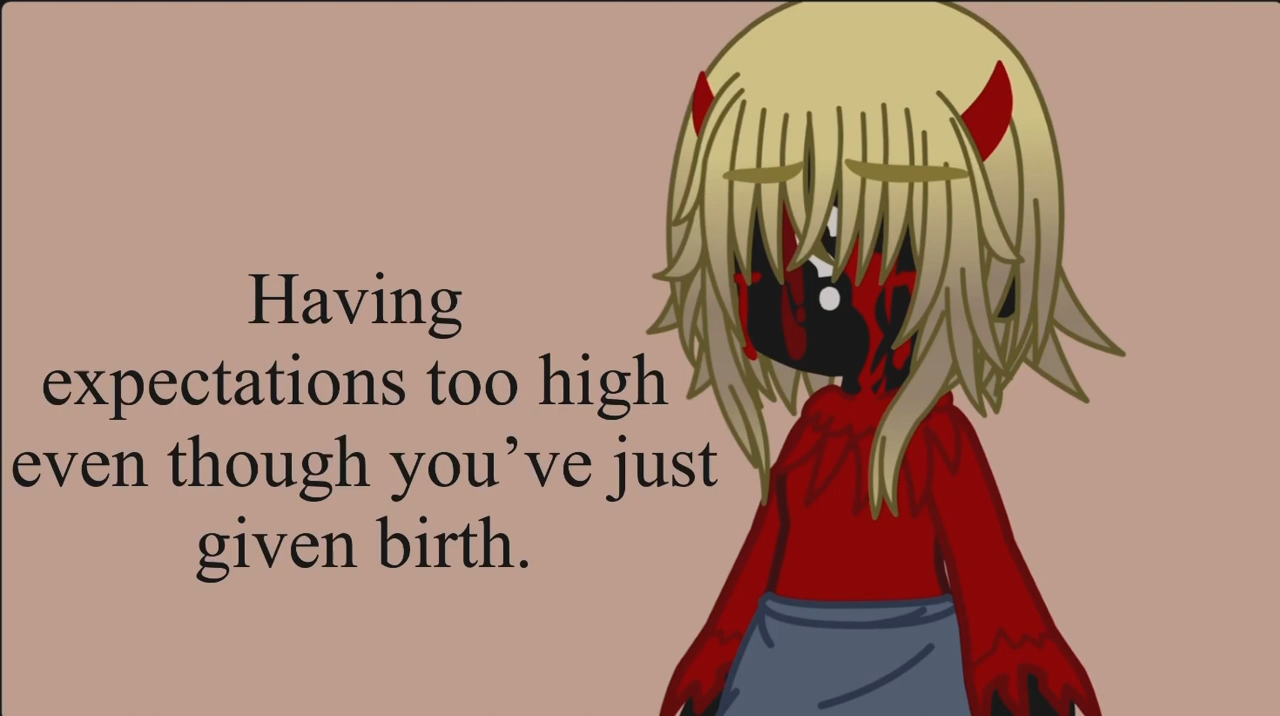 Having
expectations too high
even though you’ve just
given birth.